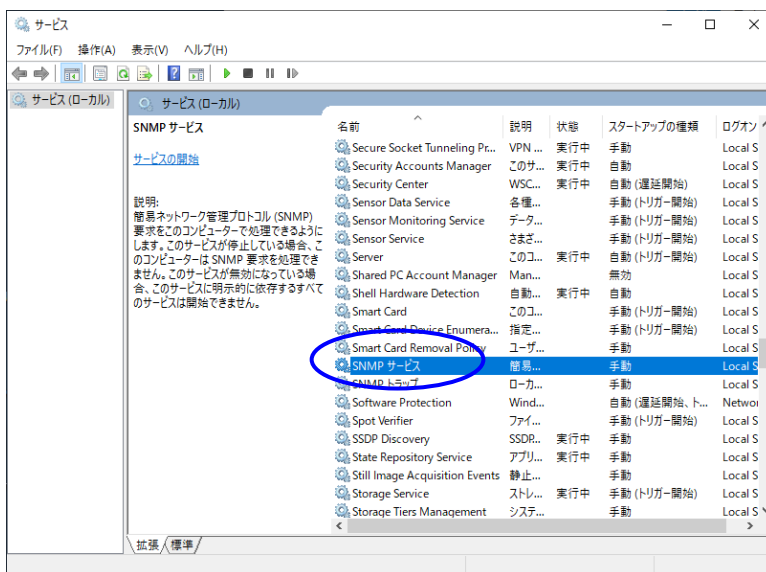 サービス
ファイル(F) 操作(A) 表示(V) ヘルプ(H)
サービス (ローカル)
サービス (ローカル)
SNMP サービス
サービスの開始
説明:
簡易ネットワーク管理プロトコル (SNMP)
要求をこのコンピューターで処理できるように
します。このサービスが停止している場合、こ
のコンピューターは SNMP 要求を処理でき
ません。このサービスが無効になっている場
合、このサービスに明示的に依存するすべて
のサービスは開始できません。
名前 説明 状態 スタートアップの種類 ログオン
Secure Socket Tunneling Pr... VPN ... 実行中 手動 Local S
Security Accounts Manager このサ... 実行中 自動 Local S
Security Center WSC... 実行中 自動 (遅延開始) Local S
Sensor Data Service 各種... 手動 (トリガー開始) Local S
Sensor Monitoring Service データ... 手動 (トリガー開始) Local S
Sensor Service さまざ... 手動 (トリガー開始) Local S
Server このコ... 実行中 自動 (トリガー開始) Local S
Shared PC Account Manager Man... 無効 Local S
Shell Hardware Detection 自動... 実行中 自動 Local S
Smart Card このコ... 手動 (トリガー開始) Local S
Smart Card Device Enumera... 指定... 手動 (トリガー開始) Local S
Smart Card Removal Policy ユーザ... 手動 Local S
SNMP サービス 簡易... 手動 Local S
SNMP トラップ ローカ... 手動 Local S
Software Protection Wind... 自動 (遅延開始、ト... Networ
Spot Verifier ファイ... 手動 (トリガー開始) Local S
SSDP Discovery SSDP... 実行中 手動 Local S
State Repository Service アプリ... 実行中 手動 Local S
Still Image Acquisition Events 静止... 手動 Local S
Storage Service ストレ... 実行中 手動 (トリガー開始) Local S
Storage Tiers Management システ... 手動 Local S
拡張 標準